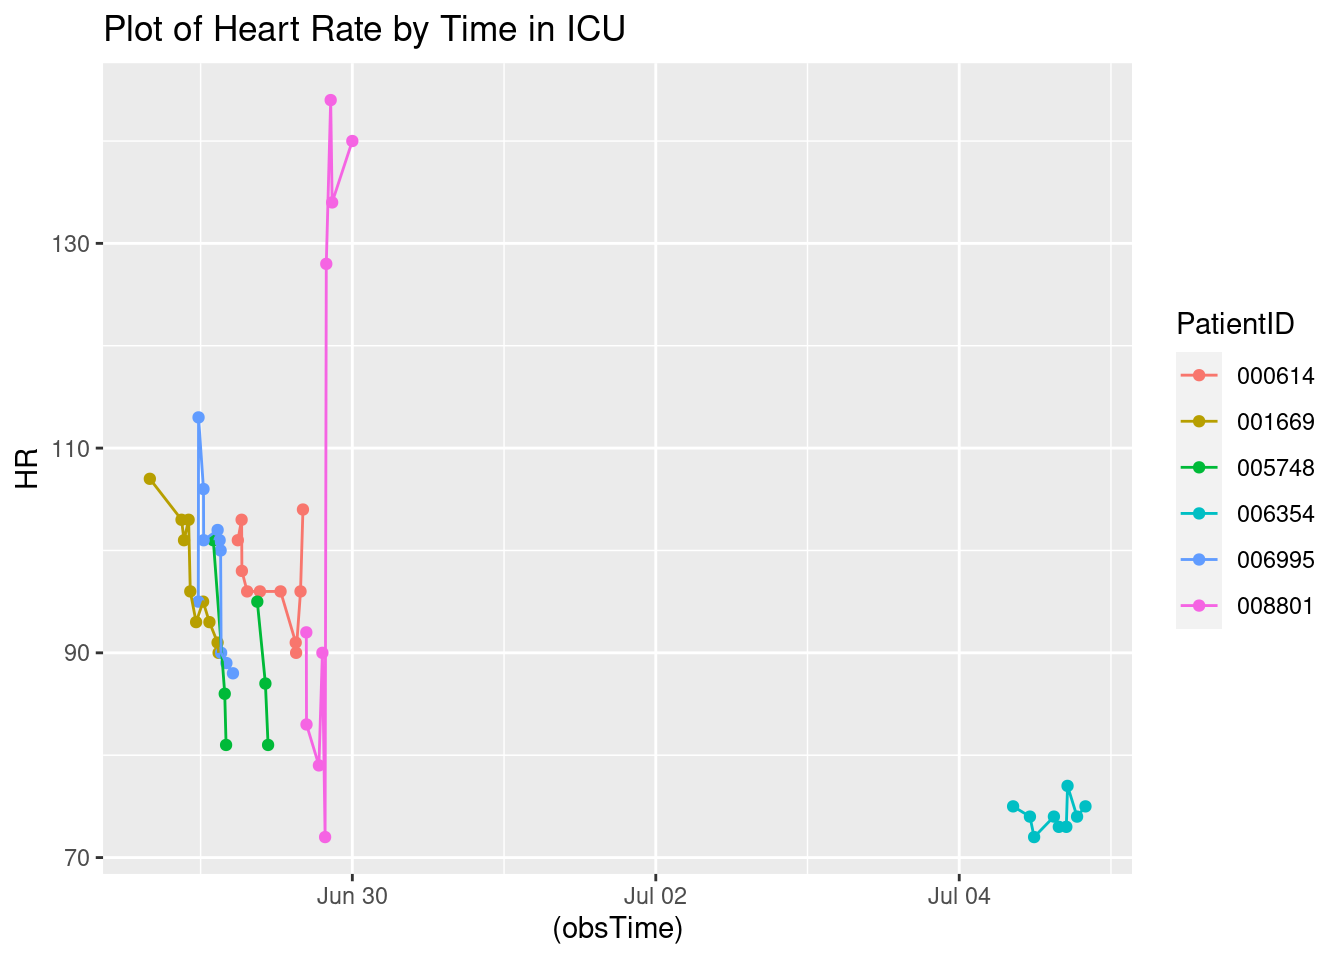 Plot of Heart Rate by Time in ICU
HR
130
110
90
70
Jun 30
Jul 02
Jul 04
(obsTime)
PatientID
000614
001669
005748
006354
006995
008801